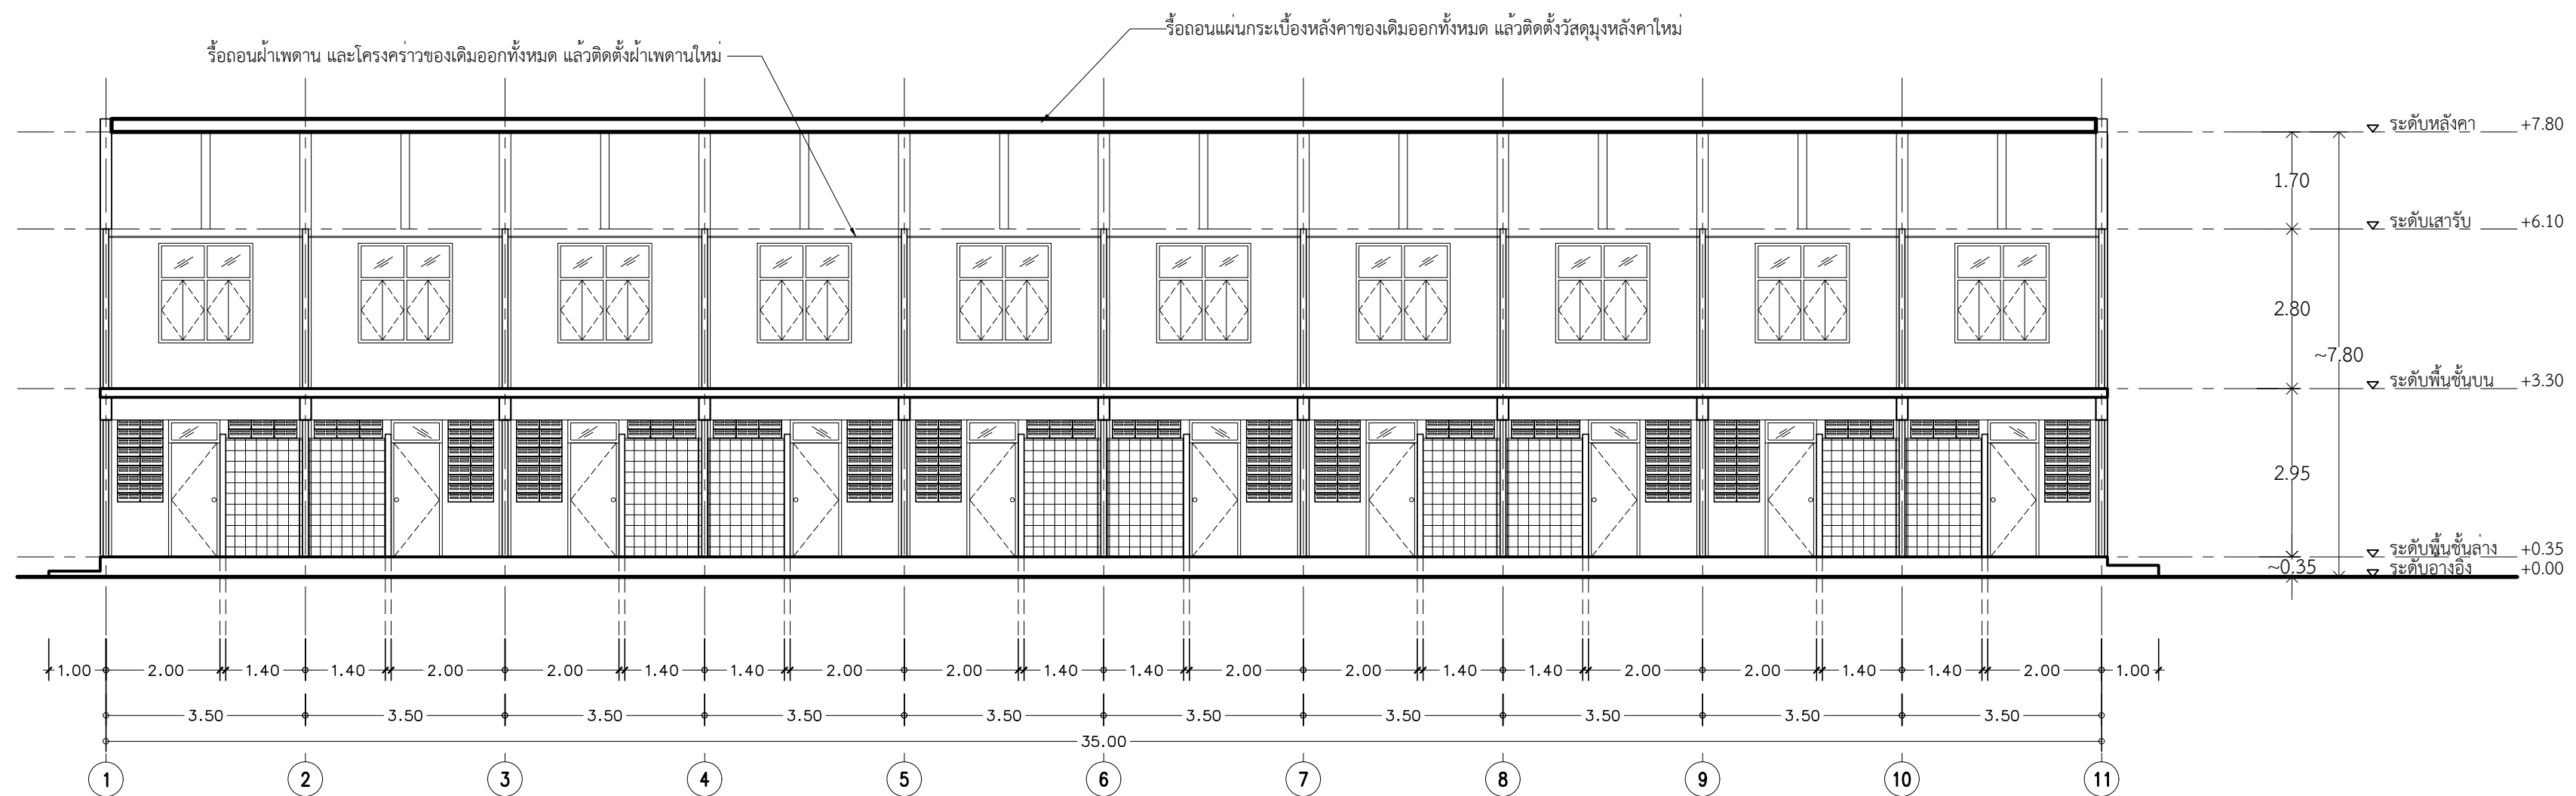 รื้อถอนแผ่นกระเบื้องหลังคาของเดิมออกทั้งหมด แล้วติดตั้งวัสดุมุงหลังคาใหม่
รื้อถอนฝ้าเพดาน และโครงคร่าวของเดิมออกทั้งหมด แล้วติดตั้งฝ้าเพดานใหม่
ระดับหลังคา +7.80
1.70
ระดับเสารับ +6.10
2.80
~7.80
ระดับพื้นชั้นบน +3.30
2.95
ระดับพื้นชั้นล่าง +0.35
~0.35 ระดับอ้างอิง +0.00
1.00 2.00 1.40 1.40 2.00 2.00 1.40 1.40 2.00 2.00 1.40 1.40 2.00 2.00 1.40 1.40 2.00 2.00 1.40 1.40 2.00 1.00
3.50 3.50 3.50 3.50 3.50 3.50 3.50 3.50 3.50 3.50
35.00
1 2 3 4 5 6 7 8 9 10 11